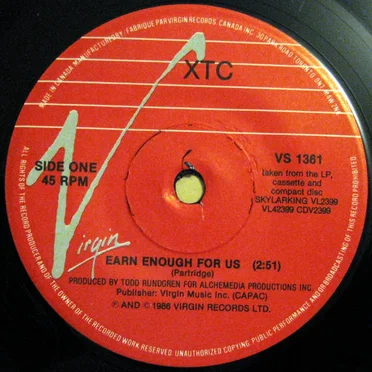 MADE IN CANADA MANUFACTURED / FABRIQUÉ PAR VIRGIN RECORDS, CANADA INC.
XTC
SIDE ONE
45 RPM
VS 1361
taken from the LP,
cassette and
compact disc
SKYLARKING VL2399
VL42399 CDV2399
Virgin
EARN ENOUGH FOR US (2:51)
(Partridge)
PRODUCED BY TODD RUNDGREN FOR ALCHEMEDIA PRODUCTIONS INC.
Publisher: Virgin Music Inc. (CAPAC)
℗ AND © 1986 VIRGIN RECORDS LTD.
ALL RIGHTS OF THE RECORD PRODUCER AND OF THE OWNER OF THE RECORDED WORK RESERVED. UNAUTHORIZED COPYING, PUBLIC PERFORMANCE AND/OR BROADCASTING OF THIS RECORD